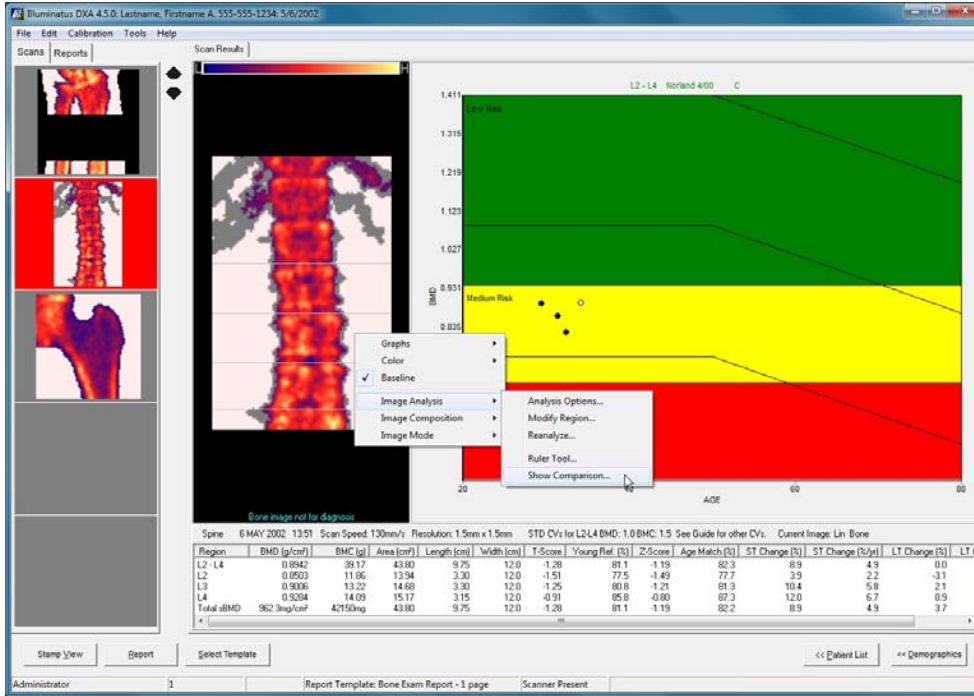 Illuminatus DXA 4.5.0: Lastname, Firstname A. 555-555-1234: 5/6/2002
File Edit Calibration Tools Help
Scans Reports
Scan Results
L H
L2 - L4 Norland 4/00 C
1.411
Low Risk
1.315
1.219
1.123
1.027
0.931
Medium Risk
BMD
0.835
Graphs
Color
Baseline
Image Analysis
Image Composition
Image Mode
Analysis Options...
Modify Region...
Reanalyze...
Ruler Tool...
Show Comparison...
20 60 80
AGE
Bone image not for diagnosis
Spine 6 MAY 2002 13:51 Scan Speed: 130mm/s Resolution: 1.5mm x 1.5mm STD CVs for L2-L4 BMD: 1.0 BMC: 1.5 See Guide for other CVs. Current Image: Lin Bone
Region BMD (g/cm²) BMC (g) Area (cm²) Length (cm) Width (cm) T-Score Young Ref. (%) Z-Score Age Match (%) ST Change (%) ST Change (%/yr) LT Change (%)
L2 - L4 0.8942 39.17 43.80 9.75 12.0 -1.28 81.1 -1.19 82.3 8.9 4.9 0.0
L2 0.8503 11.86 13.94 3.30 12.0 -1.51 77.5 -1.49 77.7 3.9 2.2 -3.1
L3 0.9006 13.22 14.68 3.30 12.0 -1.25 80.8 -1.21 81.3 10.4 5.8 2.1
L4 0.9284 14.09 15.17 3.15 12.0 -0.91 85.8 -0.80 87.3 12.0 6.7 0.9
Total sBMD 962.3mg/cm² 42150mg 43.80 9.75 12.0 -1.28 81.1 -1.19 82.2 8.9 4.9 3.7
Stamp View Report Select Template << Patient List << Demographics
Administrator 1 Report Template: Bone Exam Report - 1 page Scanner Present